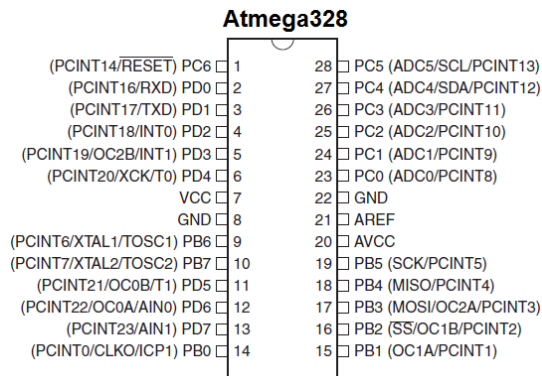 Atmega328
(PCINT14/RESET) PC6 1 28 PC5 (ADC5/SCL/PCINT13)
(PCINT16/RXD) PD0 2 27 PC4 (ADC4/SDA/PCINT12)
(PCINT17/TXD) PD1 3 26 PC3 (ADC3/PCINT11)
(PCINT18/INT0) PD2 4 25 PC2 (ADC2/PCINT10)
(PCINT19/OC2B/INT1) PD3 5 24 PC1 (ADC1/PCINT9)
(PCINT20/XCK/T0) PD4 6 23 PC0 (ADC0/PCINT8)
VCC 7 22 GND
GND 8 21 AREF
(PCINT6/XTAL1/TOSC1) PB6 9 20 AVCC
(PCINT7/XTAL2/TOSC2) PB7 10 19 PB5 (SCK/PCINT5)
(PCINT21/OC0B/T1) PD5 11 18 PB4 (MISO/PCINT4)
(PCINT22/OC0A/AIN0) PD6 12 17 PB3 (MOSI/OC2A/PCINT3)
(PCINT23/AIN1) PD7 13 16 PB2 (SS/OC1B/PCINT2)
(PCINT0/CLKO/ICP1) PB0 14 15 PB1 (OC1A/PCINT1)